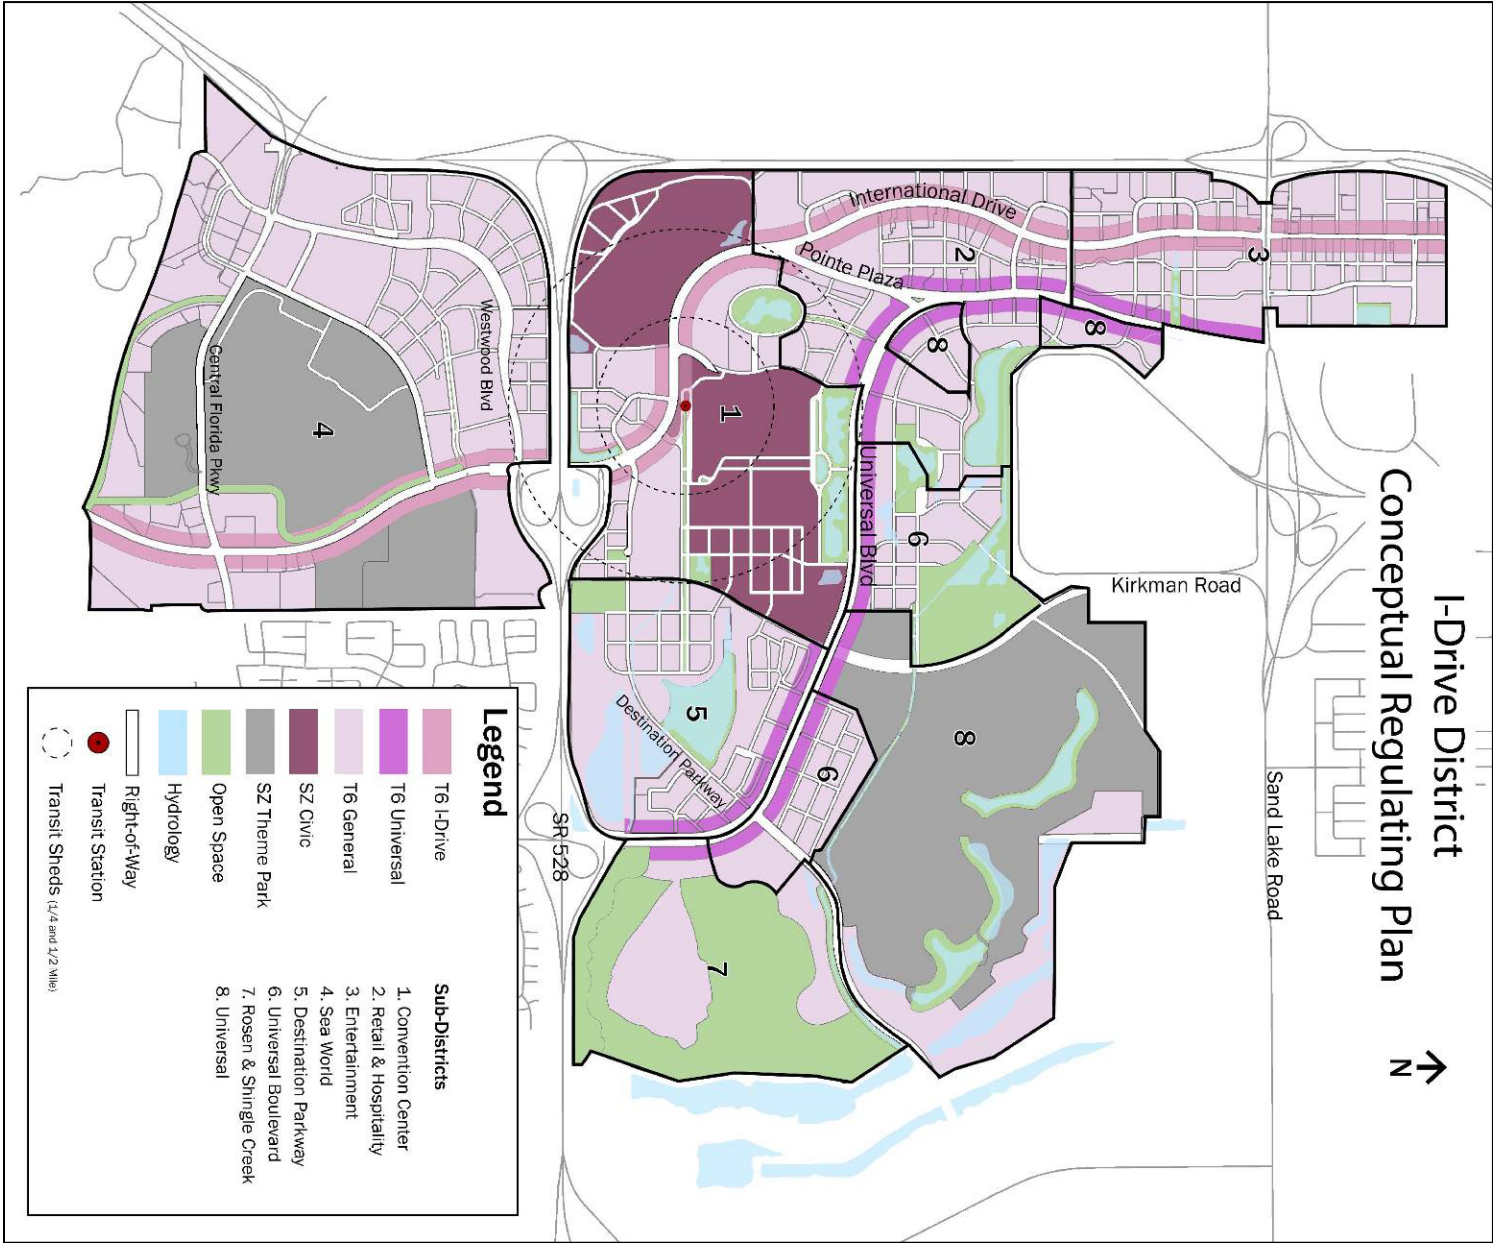 I-Drive District
Conceptual Regulating Plan
N
Sand Lake Road
Kirkman Road
3
International Drive
2
Pointe Plaza
8
8
1
Universal Blvd
6
8
6
5
Destination Parkway
7
SR 528
Westwood Blvd
4
Central Florida Pkwy
Legend
T6 I-Drive
T6 Universal
T6 General
SZ Civic
SZ Theme Park
Open Space
Hydrology
Right-of-Way
Transit Station
Transit Sheds (1/4 and 1/2 Mile)
Sub-Districts
1. Convention Center
2. Retail & Hospitality
3. Entertainment
4. Sea World
5. Destination Parkway
6. Universal Boulevard
7. Rosen & Shingle Creek
8. Universal